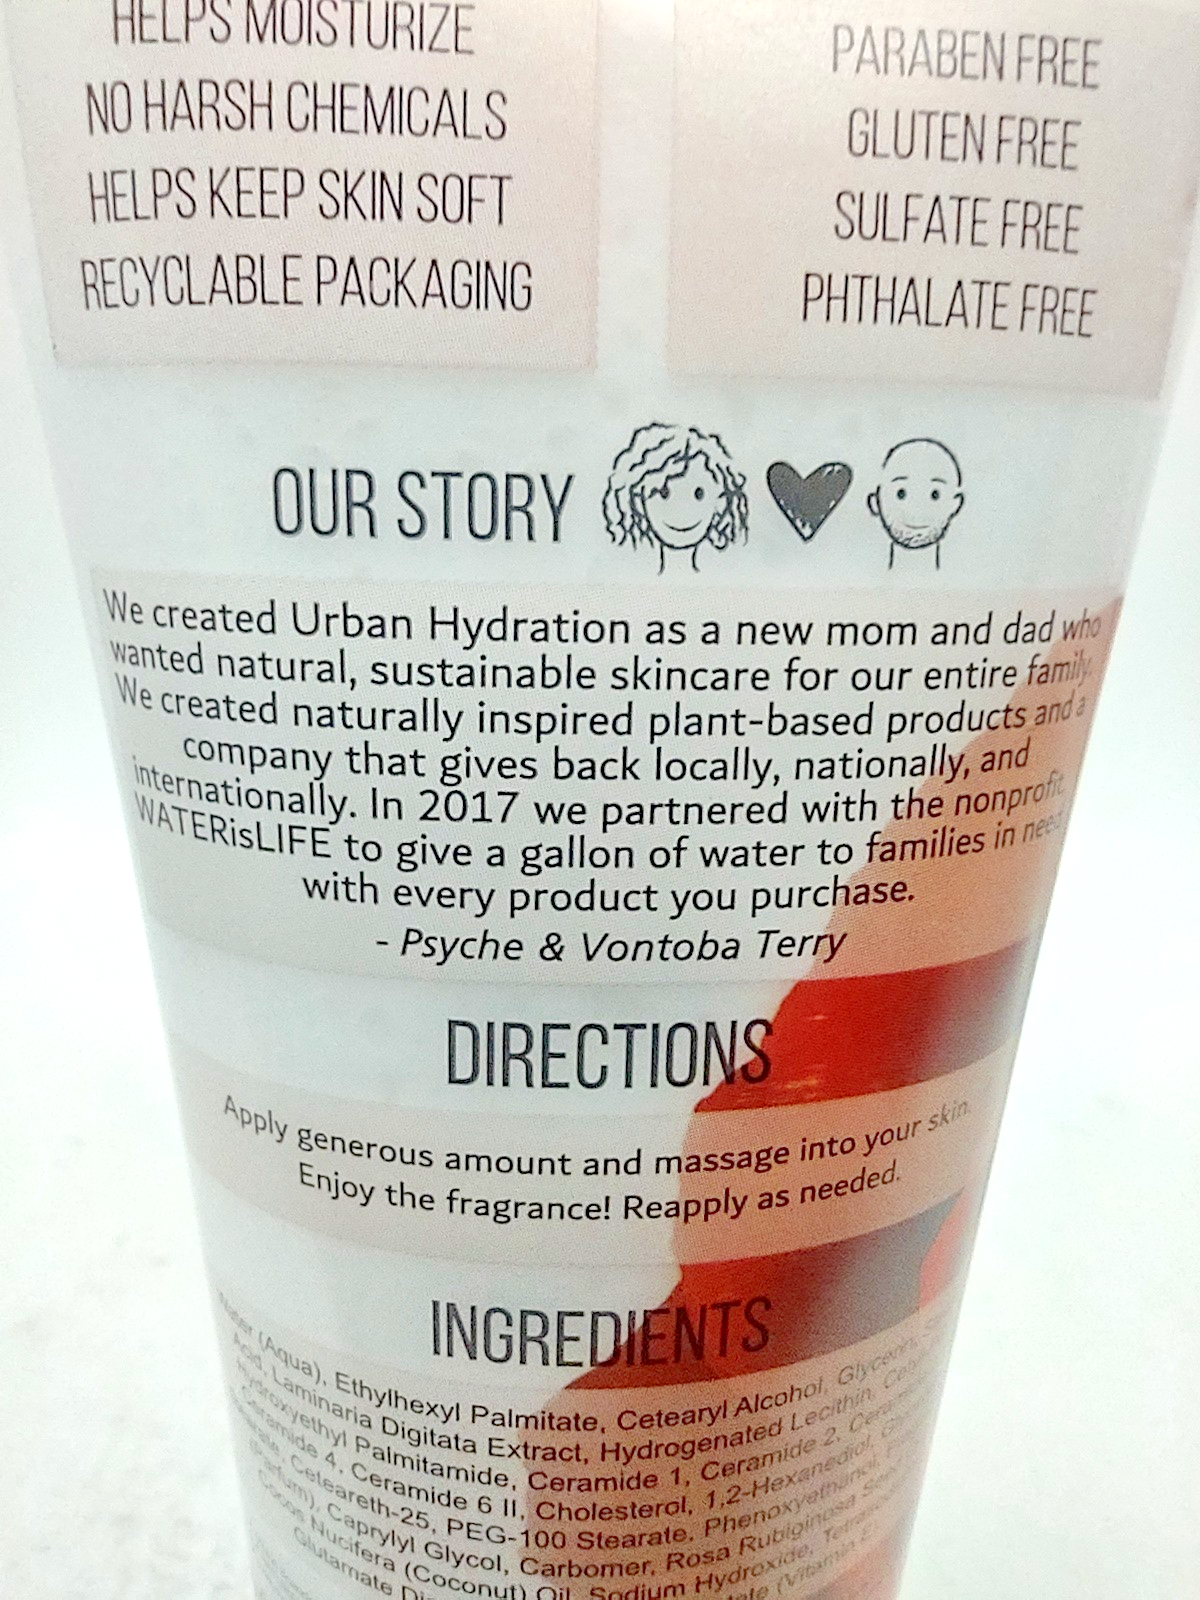 HELPS MOISTURIZE
NO HARSH CHEMICALS
HELPS KEEP SKIN SOFT
RECYCLABLE PACKAGING
PARABEN FREE
GLUTEN FREE
SULFATE FREE
PHTHALATE FREE
OUR STORY
We created Urban Hydration as a new mom and dad who
wanted natural, sustainable skincare for our entire family.
We created naturally inspired plant-based products and a
company that gives back locally, nationally, and
internationally. In 2017 we partnered with the nonprofit
WATERisLIFE to give a gallon of water to families in need
with every product you purchase.
- Psyche & Vontoba Terry
DIRECTIONS
Apply generous amount and massage into your skin.
Enjoy the fragrance! Reapply as needed.
INGREDIENTS
Water (Aqua), Ethylhexyl Palmitate, Cetearyl Alcohol, Glycerin,
Acid, Laminaria Digitata Extract, Hydrogenated Lecithin,
Hydroxyethyl Palmitamide, Ceramide 1, Ceramide 2,
Ceramide 4, Ceramide 6 II, Cholesterol, 1,2-Hexanediol,
Ceteareth-25, PEG-100 Stearate, Phenoxyethanol,
(Parfum), Caprylyl Glycol, Carbomer, Rosa Rubiginosa
Cocos Nucifera (Coconut) Oil, Sodium Hydroxide,
Glutamate (Vitamin E)